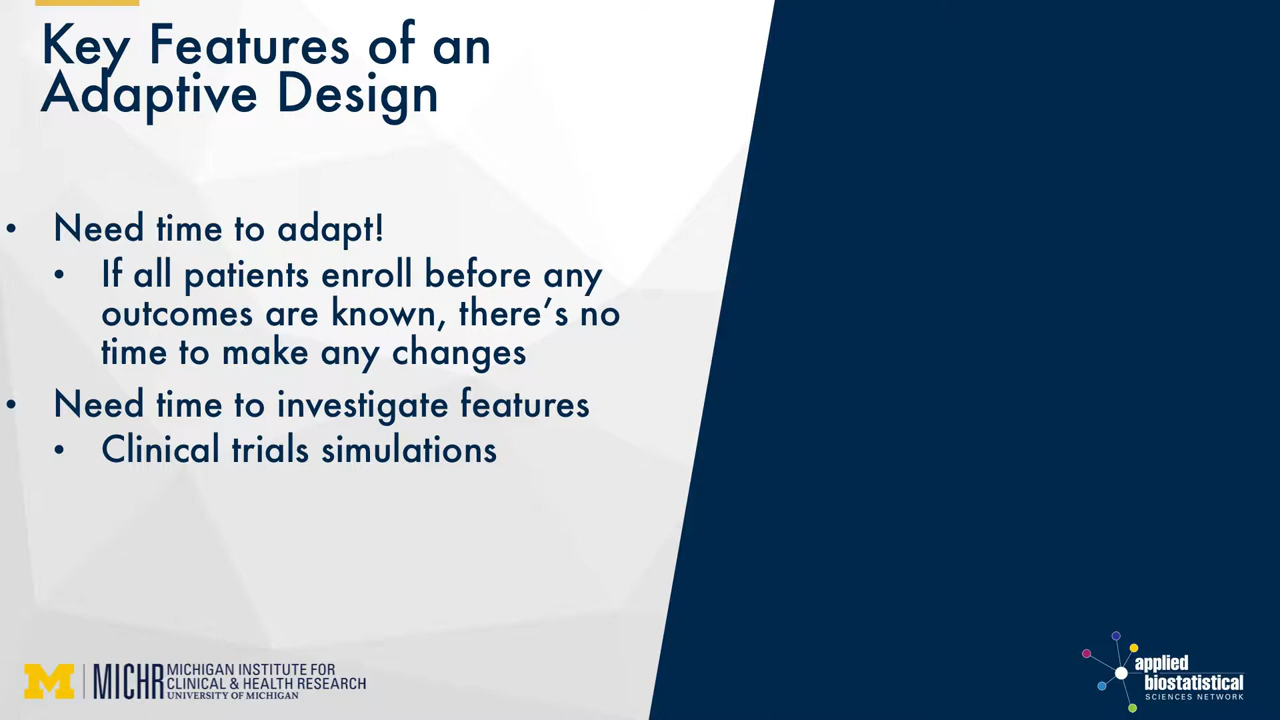 Key Features of an
Adaptive Design
• Need time to adapt!
• If all patients enroll before any
outcomes are known, there’s no
time to make any changes
• Need time to investigate features
• Clinical trials simulations
M MICHR MICHIGAN INSTITUTE FOR
CLINICAL & HEALTH RESEARCH
UNIVERSITY OF MICHIGAN
applied
biostatistical
SCIENCES NETWORK